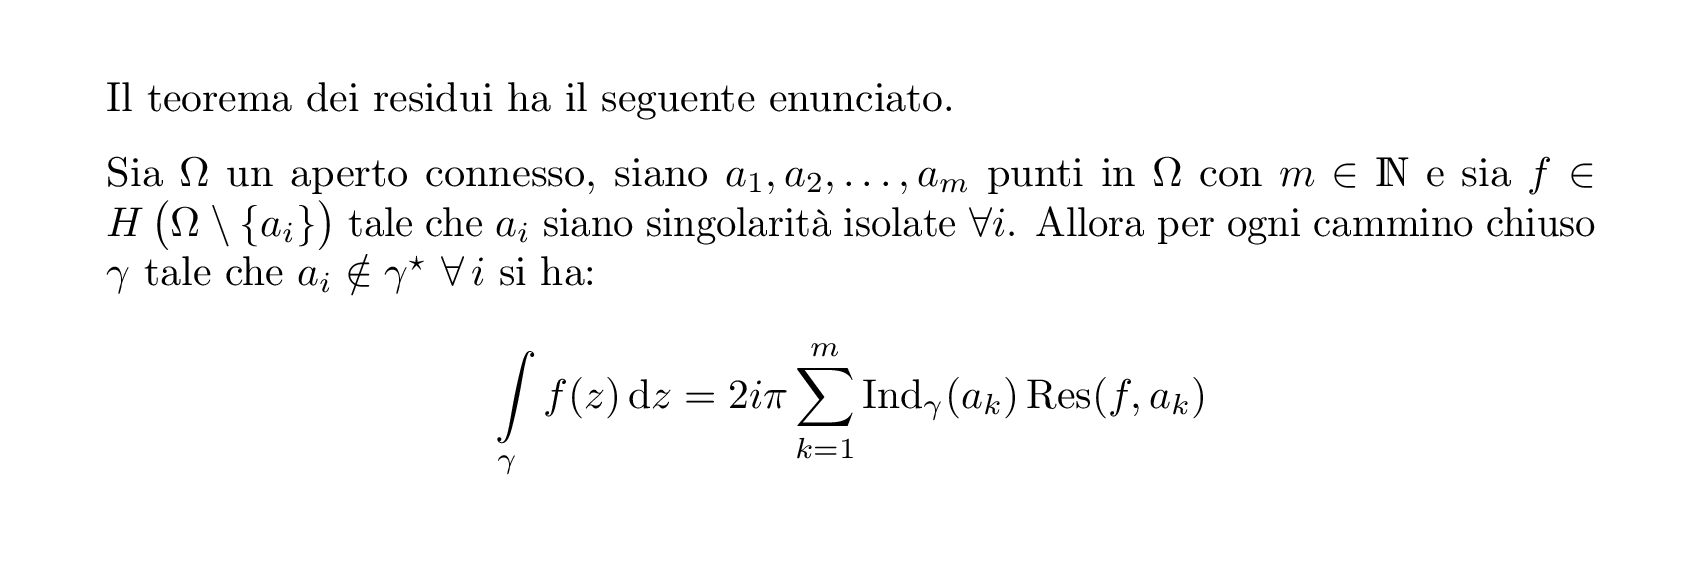 Il teorema dei residui ha il seguente enunciato.
Sia Ω un aperto connesso, siano a₁, a₂, . . . , aₘ punti in Ω con m ∈ ℕ e sia f ∈
H (Ω \ {aᵢ}) tale che aᵢ siano singolarità isolate ∀i. Allora per ogni cammino chiuso
γ tale che aᵢ ∉ γ⋆ ∀ i si ha:
∫_γ f(z) dz = 2iπ ∑_{k=1}^{m} Ind_γ(aₖ) Res(f, aₖ)